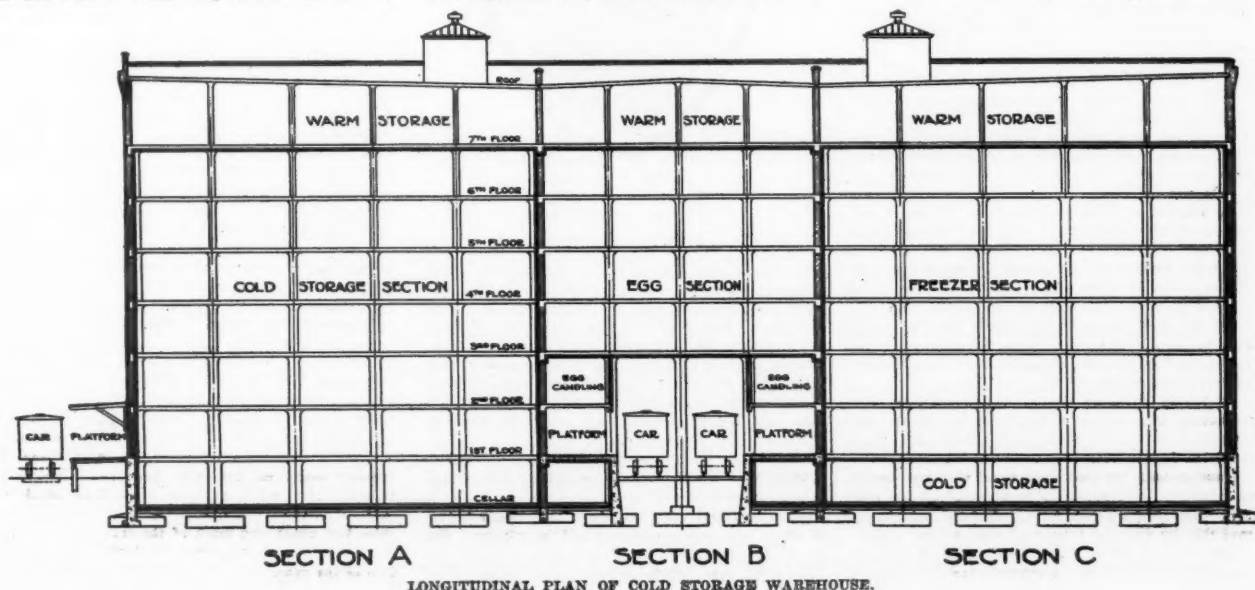 ROOF
WARM STORAGE WARM STORAGE WARM STORAGE
7TH FLOOR
6TH FLOOR
5TH FLOOR
COLD STORAGE SECTION EGG SECTION FREEZER SECTION
4TH FLOOR
3RD FLOOR
EGG CANDLING EGG CANDLING
2ND FLOOR
CAR PLATFORM PLATFORM CAR CAR PLATFORM
1ST FLOOR
COLD STORAGE
CELLAR
SECTION A SECTION B SECTION C
LONGITUDINAL PLAN OF COLD STORAGE WAREHOUSE.